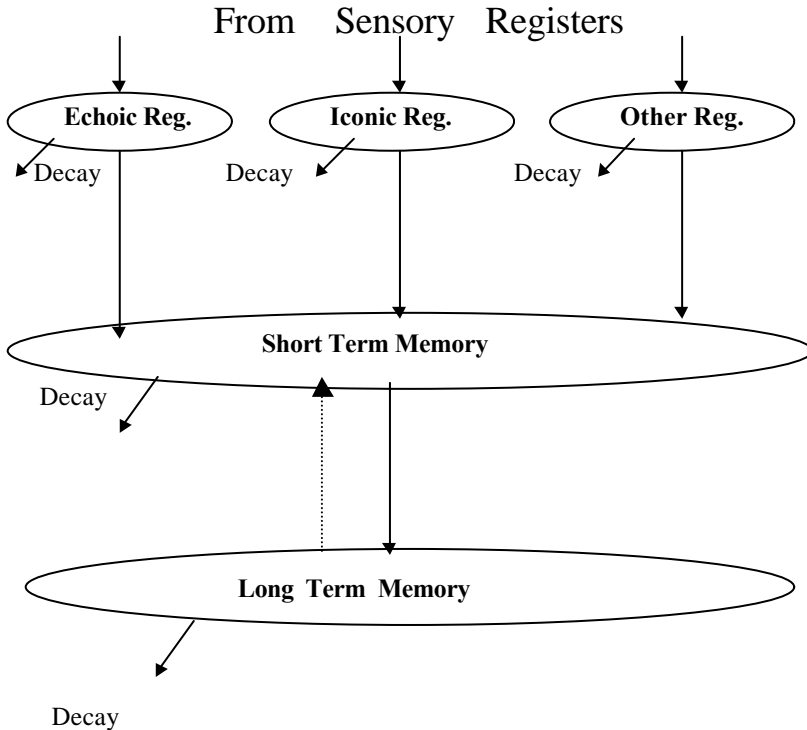 From Sensory Registers
Echoic Reg. Iconic Reg. Other Reg.
Decay Decay Decay
Short Term Memory
Decay
Long Term Memory
Decay